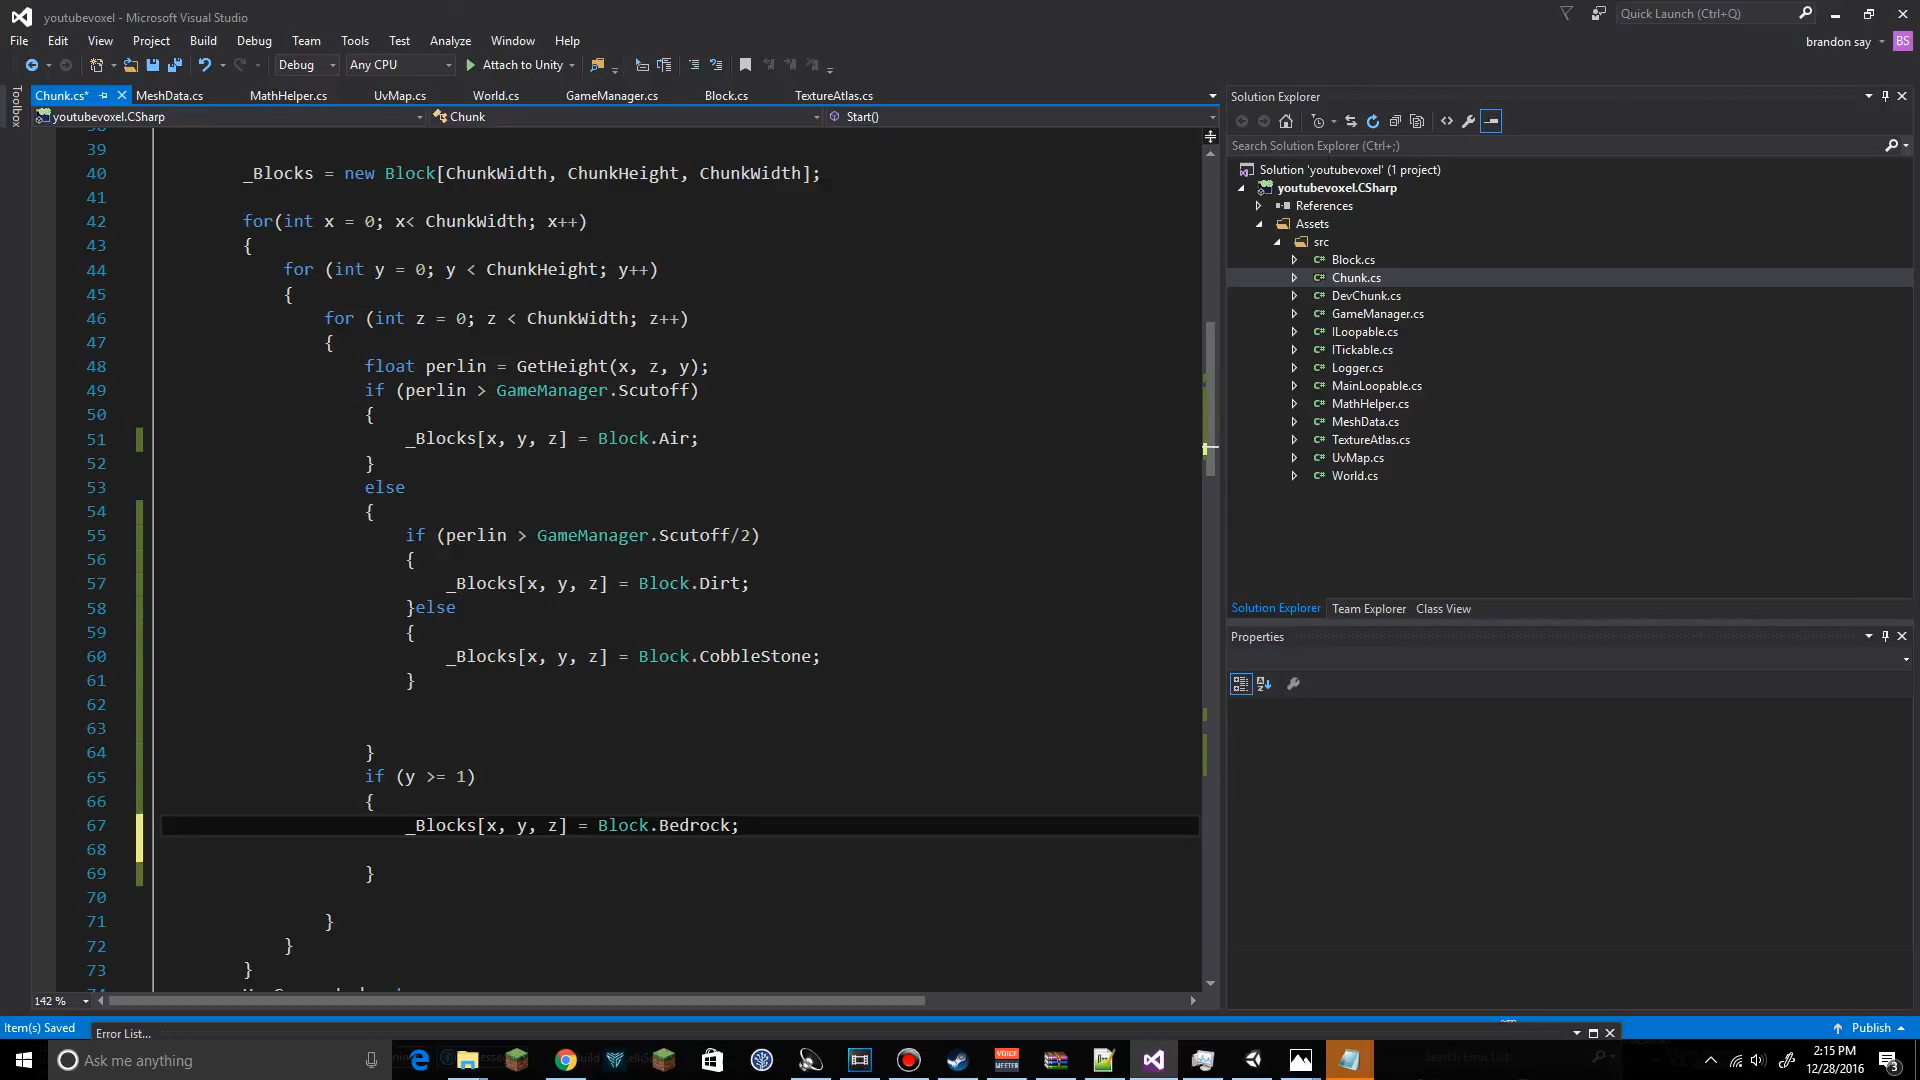 youtubevoxel - Microsoft Visual Studio
Quick Launch (Ctrl+Q)
File Edit View Project Build Debug Team Tools Test Analyze Window Help
brandon say BS
Debug Any CPU Attach to Unity
Toolbox
Chunk.cs* MeshData.cs MathHelper.cs UvMap.cs World.cs GameManager.cs Block.cs TextureAtlas.cs
youtubevoxel.CSharp Chunk Start()
39
40 _Blocks = new Block[ChunkWidth, ChunkHeight, ChunkWidth];
41
42 for(int x = 0; x< ChunkWidth; x++)
43 {
44 for (int y = 0; y < ChunkHeight; y++)
45 {
46 for (int z = 0; z < ChunkWidth; z++)
47 {
48 float perlin = GetHeight(x, z, y);
49 if (perlin > GameManager.Scutoff)
50 {
51 _Blocks[x, y, z] = Block.Air;
52 }
53 else
54 {
55 if (perlin > GameManager.Scutoff/2)
56 {
57 _Blocks[x, y, z] = Block.Dirt;
58 }else
59 {
60 _Blocks[x, y, z] = Block.CobbleStone;
61 }
62
63
64 }
65 if (y >= 1)
66 {
67 _Blocks[x, y, z] = Block.Bedrock;
68
69 }
70
71 }
72 }
73 }
142 %
Solution Explorer
Search Solution Explorer (Ctrl+;)
Solution 'youtubevoxel' (1 project)
youtubevoxel.CSharp
References
Assets
src
Block.cs
Chunk.cs
DevChunk.cs
GameManager.cs
ILoopable.cs
ITickable.cs
Logger.cs
MainLoopable.cs
MathHelper.cs
MeshData.cs
TextureAtlas.cs
UvMap.cs
World.cs
Solution Explorer Team Explorer Class View
Properties
Item(s) Saved Error List... Publish
Ask me anything
VOICE MEETER
Search Error List
2:15 PM
12/28/2016
3